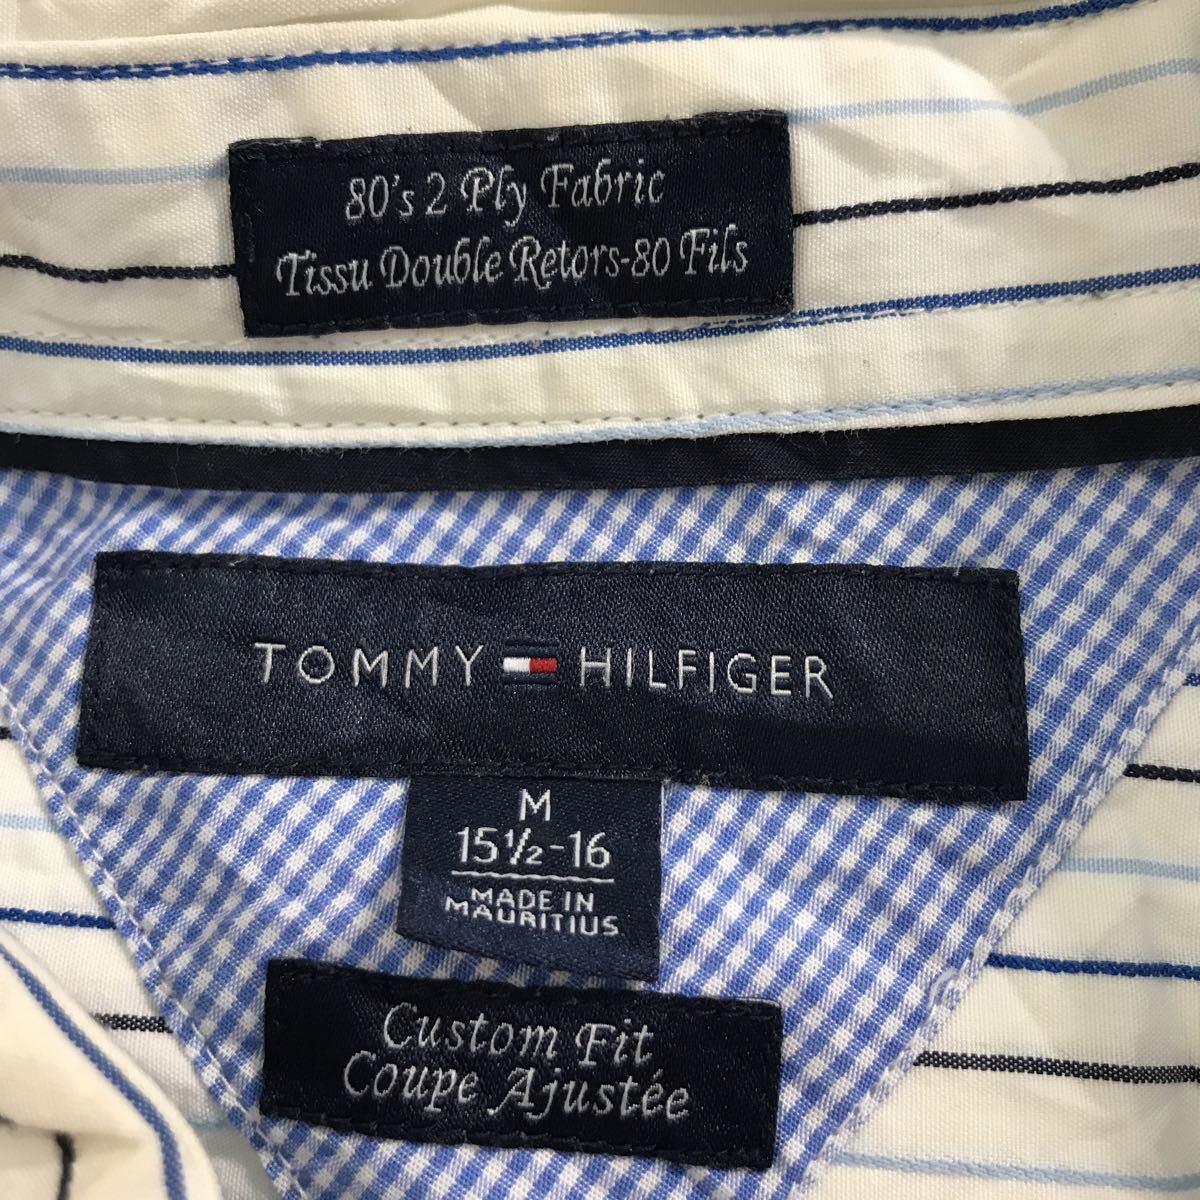 80's 2 Ply Fabric
Tissu Double Retors-80 Fils
TOMMY HILFIGER
M
15½-16
MADE IN
MAURITIUS
Custom Fit
Coupe Ajustée